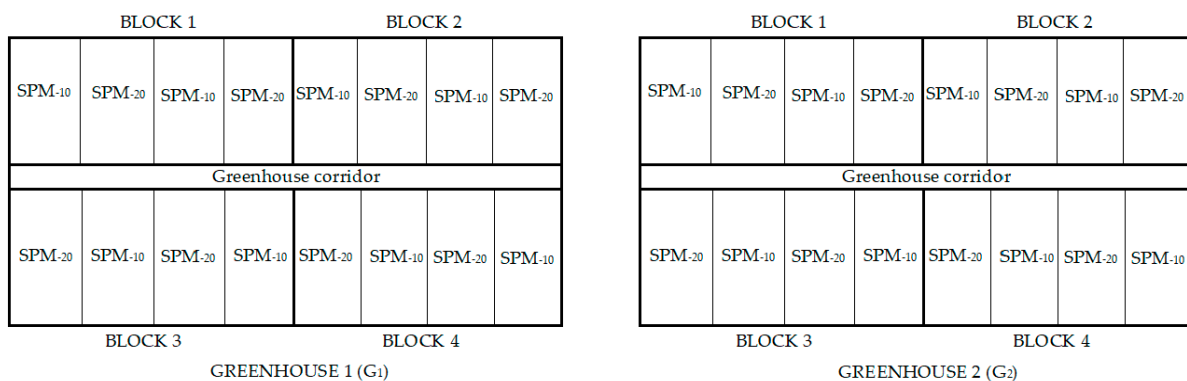 BLOCK 1 BLOCK 2 BLOCK 1 BLOCK 2
SPM-10 SPM-20 SPM-10 SPM-20 SPM-10 SPM-20 SPM-10 SPM-20 SPM-10 SPM-20 SPM-10 SPM-20 SPM-10 SPM-20 SPM-10 SPM-20
Greenhouse corridor Greenhouse corridor
SPM-20 SPM-10 SPM-20 SPM-10 SPM-20 SPM-10 SPM-20 SPM-10 SPM-20 SPM-10 SPM-20 SPM-10 SPM-20 SPM-10 SPM-20 SPM-10
BLOCK 3 BLOCK 4 BLOCK 3 BLOCK 4
GREENHOUSE 1 (G1) GREENHOUSE 2 (G2)